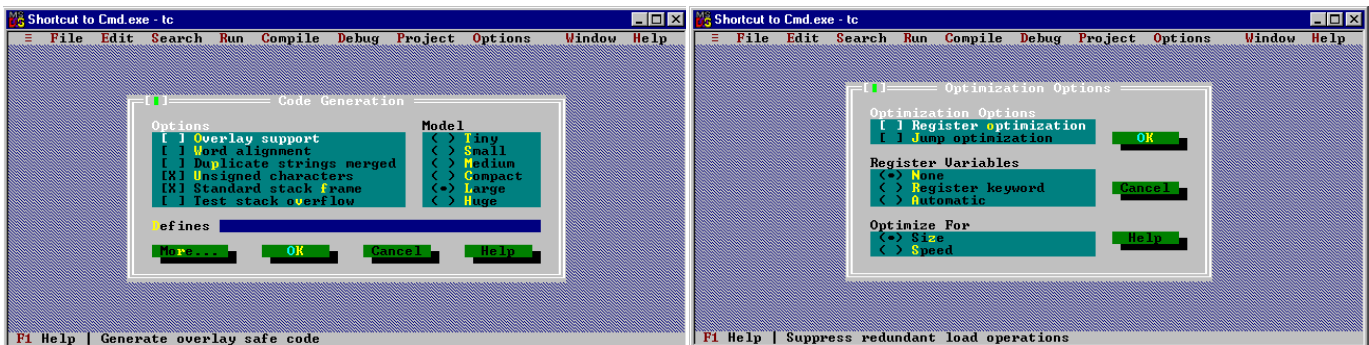 Shortcut to Cmd.exe - tc
≡ File Edit Search Run Compile Debug Project Options Window Help
Code Generation
Options
[ ] Overlay support
[ ] Word alignment
[ ] Duplicate strings merged
[X] Unsigned characters
[X] Standard stack frame
[ ] Test stack overflow
Model
( ) Tiny
( ) Small
( ) Medium
( ) Compact
(•) Large
( ) Huge
Defines
More... OK Cancel Help
F1 Help | Generate overlay safe code
Shortcut to Cmd.exe - tc
≡ File Edit Search Run Compile Debug Project Options Window Help
Optimization Options
Optimization Options
[ ] Register optimization
[ ] Jump optimization
OK
Register Variables
(•) None
( ) Register keyword
( ) Automatic
Cancel
Optimize For
(•) Size
( ) Speed
Help
F1 Help | Suppress redundant load operations